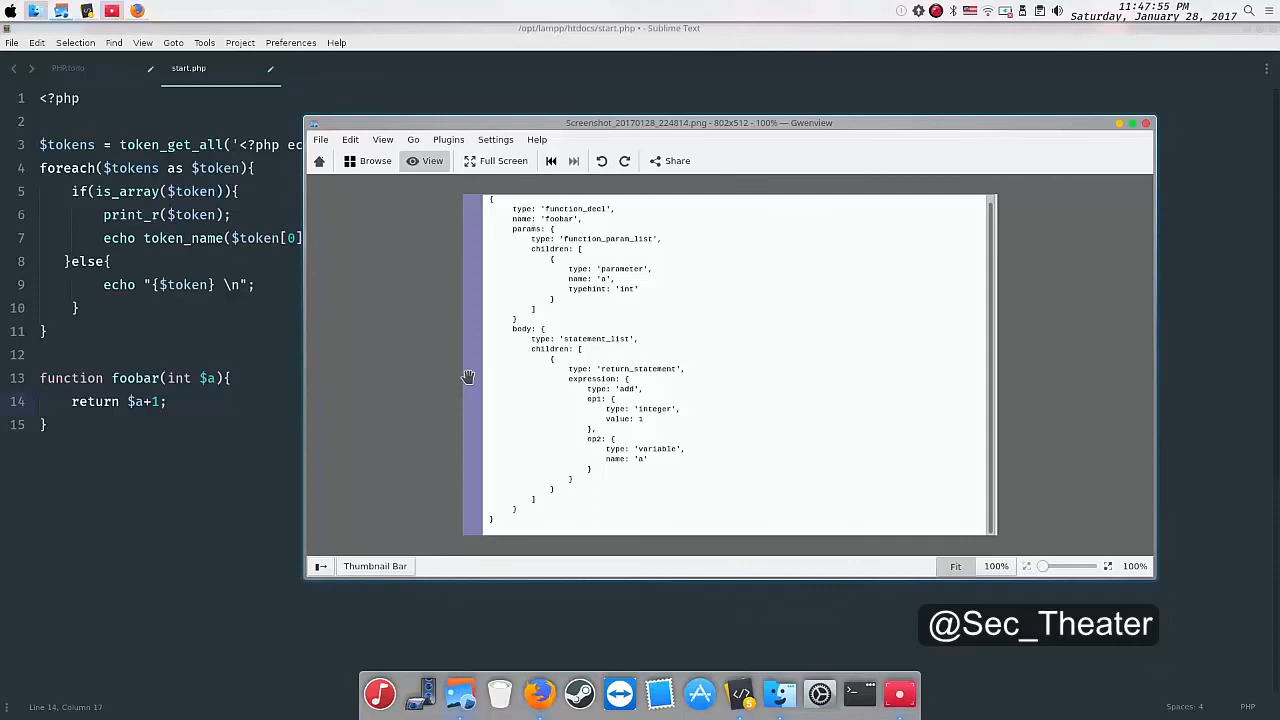 11:47:55 PM
Saturday, January 28, 2017
/opt/lampp/htdocs/start.php • - Sublime Text
File Edit Selection Find View Goto Tools Project Preferences Help
PHP.todo
start.php
1 <?php
2
3 $tokens = token_get_all('<?php ec
4 foreach($tokens as $token){
5 if(is_array($token)){
6 print_r($token);
7 echo token_name($token[0]
8 }else{
9 echo "{$token} \n";
10 }
11 }
12
13 function foobar(int $a){
14 return $a+1;
15 }
Screenshot_20170128_224814.png - 802x512 - 100% — Gwenview
File Edit View Go Plugins Settings Help
Browse View Full Screen Share
{
type: 'function_decl',
name: 'foobar',
params: {
type: 'function_param_list',
children: [
{
type: 'parameter',
name: 'a',
typehint: 'int'
}
]
}
body: {
type: 'statement_list',
children: [
{
type: 'return_statement',
expression: {
type: 'add',
op1: {
type: 'integer',
value: 1
},
op2: {
type: 'variable',
name: 'a'
}
}
}
]
}
}
Thumbnail Bar Fit 100% 100%
@Sec_Theater
Line 14, Column 17 Spaces: 4 PHP